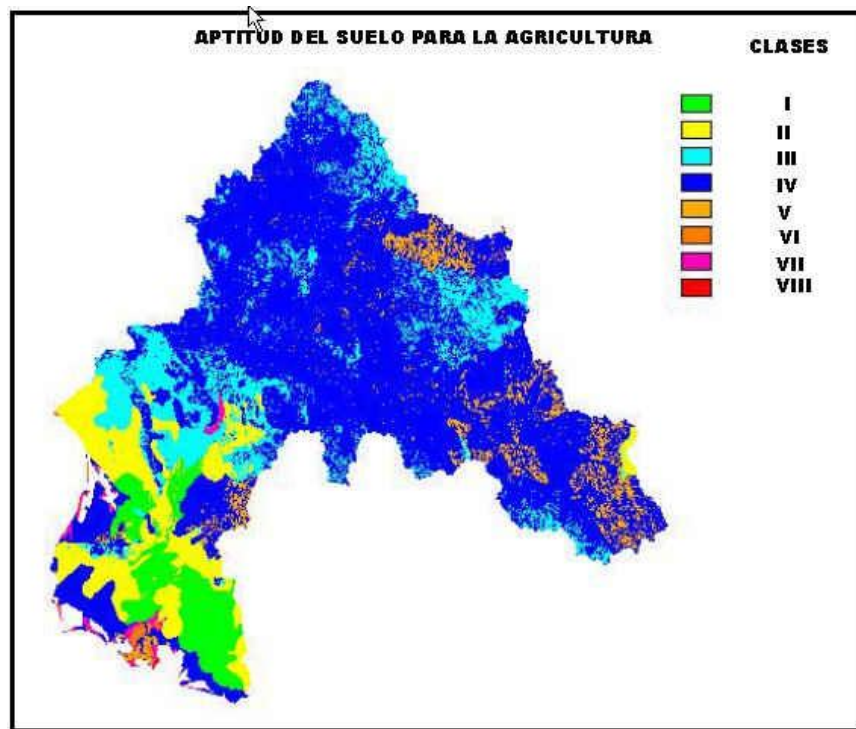 APTITUD DEL SUELO PARA LA AGRICULTURA
CLASES
I
II
III
IV
V
VI
VII
VIII